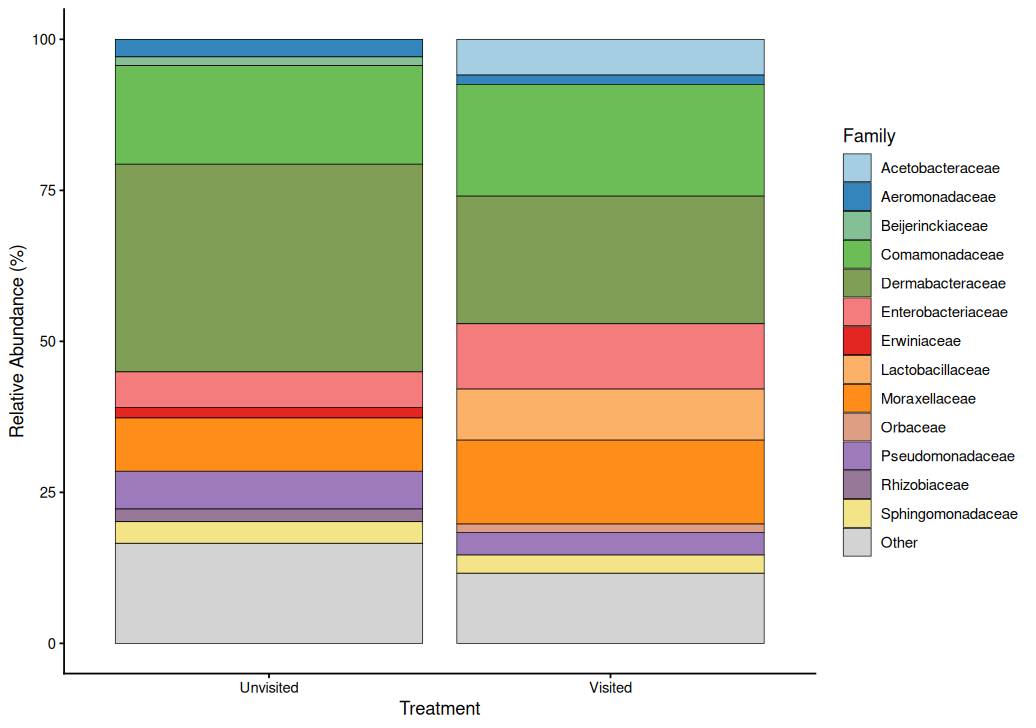 Relative Abundance (%)
100
75
50
25
0
Unvisited
Visited
Treatment
Family
Acetobacteraceae
Aeromonadaceae
Beijerinckiaceae
Comamonadaceae
Dermabacteraceae
Enterobacteriaceae
Erwiniaceae
Lactobacillaceae
Moraxellaceae
Orbaceae
Pseudomonadaceae
Rhizobiaceae
Sphingomonadaceae
Other